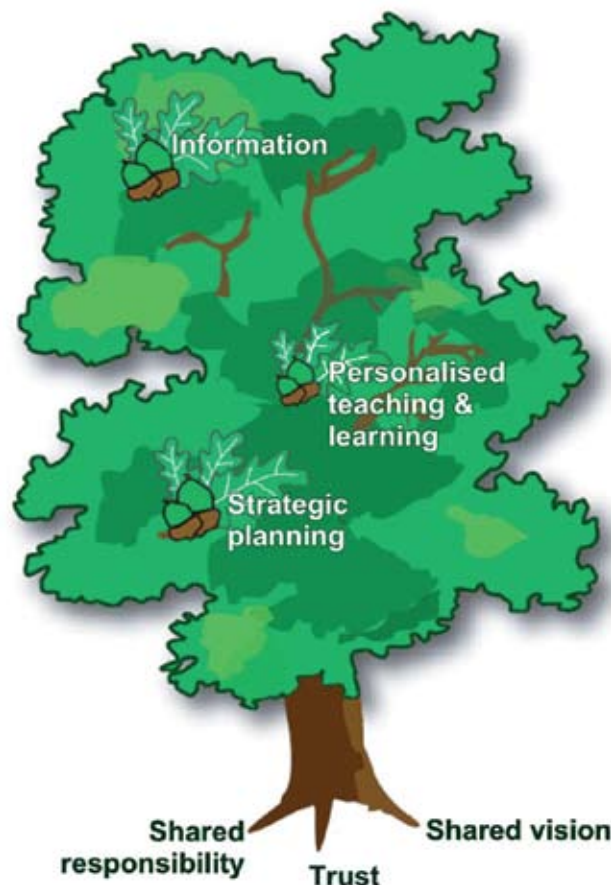 Information
Personalised
teaching &
learning
Strategic
planning
Shared
responsibility
Trust
Shared vision